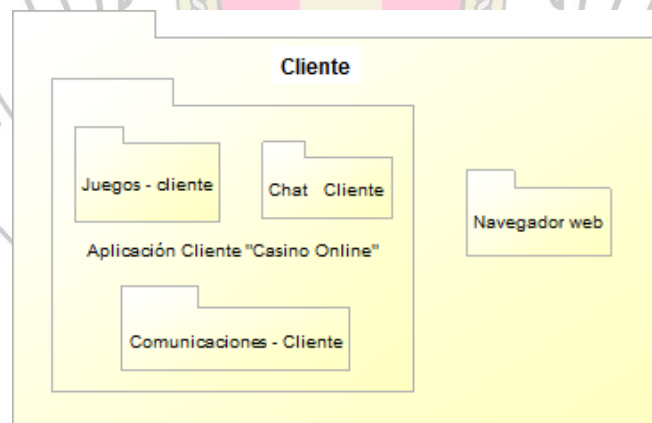 Cliente
Juegos - cliente
Chat Cliente
Navegador web
Aplicación Cliente "Casino Online"
Comunicaciones - Cliente